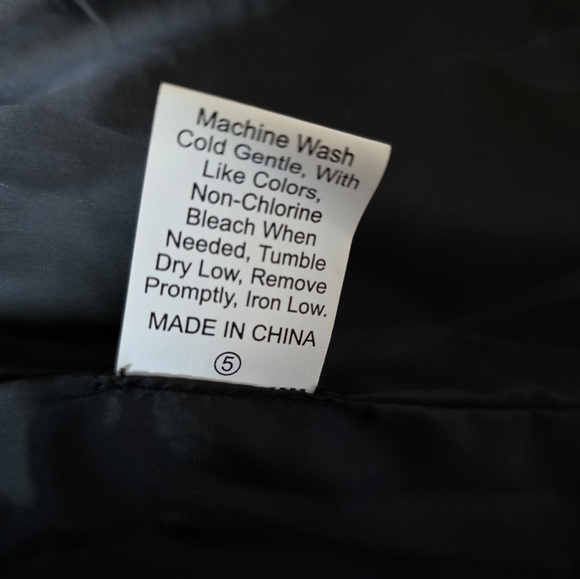 Machine Wash
Cold Gentle, With
Like Colors,
Non-Chlorine
Bleach When
Needed, Tumble
Dry Low, Remove
Promptly, Iron Low.
MADE IN CHINA
5